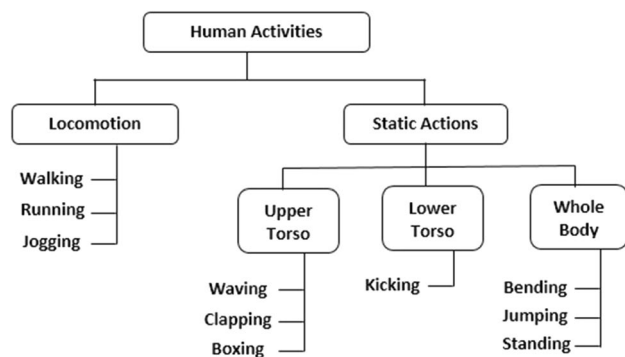 Human Activities
Locomotion
Static Actions
Walking
Running
Jogging
Upper
Torso
Lower
Torso
Whole
Body
Waving
Clapping
Boxing
Kicking
Bending
Jumping
Standing